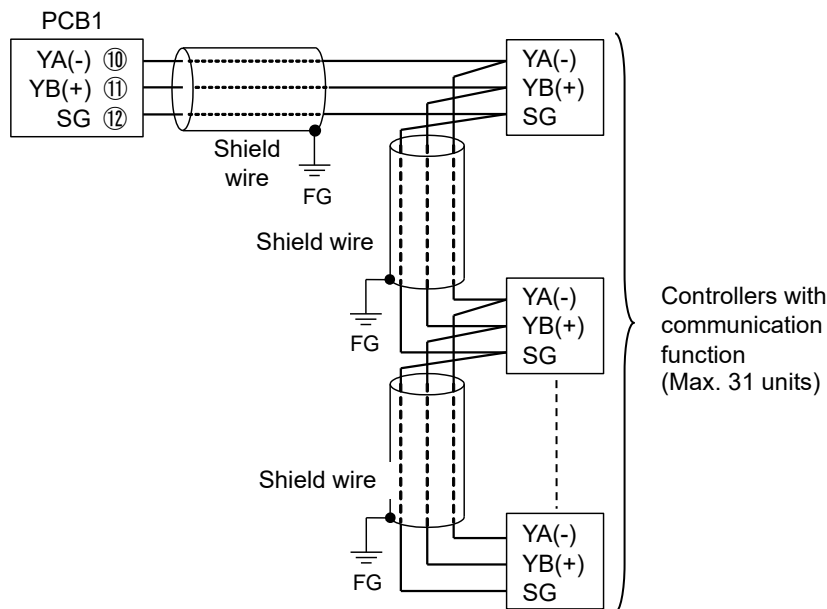 PCB1
YA(-) ⑩
YB(+) ⑪
SG ⑫
Shield
wire
FG
YA(-)
YB(+)
SG
Shield wire
FG
YA(-)
YB(+)
SG
Controllers with
communication
function
(Max. 31 units)
Shield wire
FG
YA(-)
YB(+)
SG